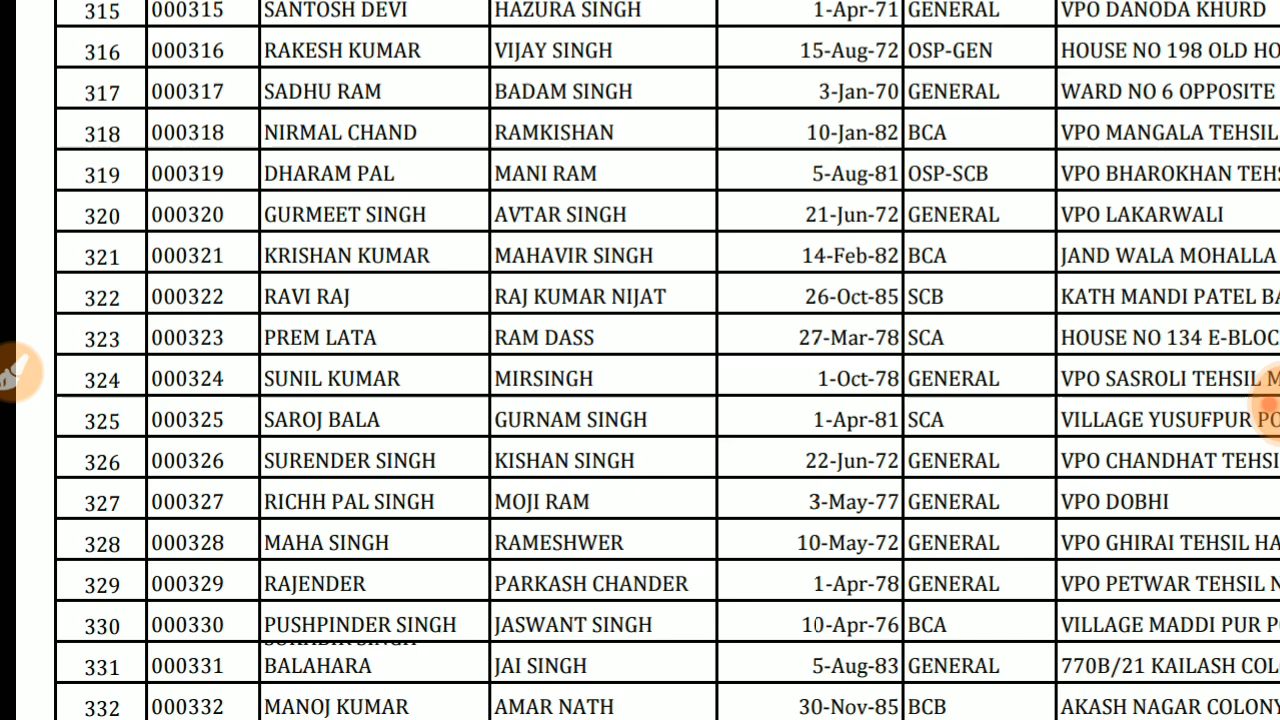 315 000315 SANTOSH DEVI HAZURA SINGH 1-Apr-71 GENERAL VPO DANODA KHURD
316 000316 RAKESH KUMAR VIJAY SINGH 15-Aug-72 OSP-GEN HOUSE NO 198 OLD HO
317 000317 SADHU RAM BADAM SINGH 3-Jan-70 GENERAL WARD NO 6 OPPOSITE
318 000318 NIRMAL CHAND RAMKISHAN 10-Jan-82 BCA VPO MANGALA TEHSIL
319 000319 DHARAM PAL MANI RAM 5-Aug-81 OSP-SCB VPO BHAROKHAN TEHS
320 000320 GURMEET SINGH AVTAR SINGH 21-Jun-72 GENERAL VPO LAKARWALI
321 000321 KRISHAN KUMAR MAHAVIR SINGH 14-Feb-82 BCA JAND WALA MOHALLA
322 000322 RAVI RAJ RAJ KUMAR NIJAT 26-Oct-85 SCB KATH MANDI PATEL BA
323 000323 PREM LATA RAM DASS 27-Mar-78 SCA HOUSE NO 134 E-BLOC
324 000324 SUNIL KUMAR MIRSINGH 1-Oct-78 GENERAL VPO SASROLI TEHSIL M
325 000325 SAROJ BALA GURNAM SINGH 1-Apr-81 SCA VILLAGE YUSUFPUR PO
326 000326 SURENDER SINGH KISHAN SINGH 22-Jun-72 GENERAL VPO CHANDHAT TEHSI
327 000327 RICHH PAL SINGH MOJI RAM 3-May-77 GENERAL VPO DOBHI
328 000328 MAHA SINGH RAMESHWER 10-May-72 GENERAL VPO GHIRAI TEHSIL HA
329 000329 RAJENDER PARKASH CHANDER 1-Apr-78 GENERAL VPO PETWAR TEHSIL N
330 000330 PUSHPINDER SINGH JASWANT SINGH 10-Apr-76 BCA VILLAGE MADDI PUR P
331 000331 BALAHARA JAI SINGH 5-Aug-83 GENERAL 770B/21 KAILASH COL
332 000332 MANOJ KUMAR AMAR NATH 30-Nov-85 BCB AKASH NAGAR COLONY